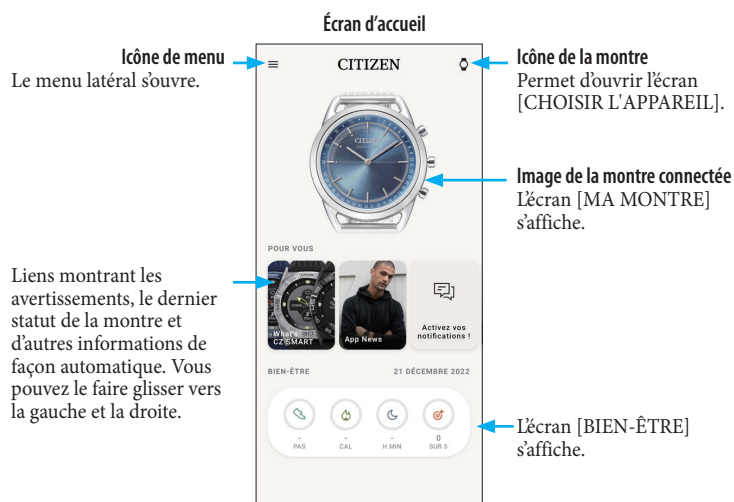 Écran d'accueil
Icône de menu
Le menu latéral s'ouvre.
CITIZEN
Icône de la montre
Permet d'ouvrir l'écran
[CHOISIR L'APPAREIL].
CITIZEN
Image de la montre connectée
L'écran [MA MONTRE]
s'affiche.
POUR VOUS
Liens montrant les
avertissements, le dernier
statut de la montre et
d'autres informations de
façon automatique. Vous
pouvez le faire glisser vers
la gauche et la droite.
What's
CZ SMART
App News
Activez vos
notifications !
BIEN-ÊTRE
21 DÉCEMBRE 2022
- - - 0
PAS CAL H MIN SUR 5
L'écran [BIEN-ÊTRE]
s'affiche.